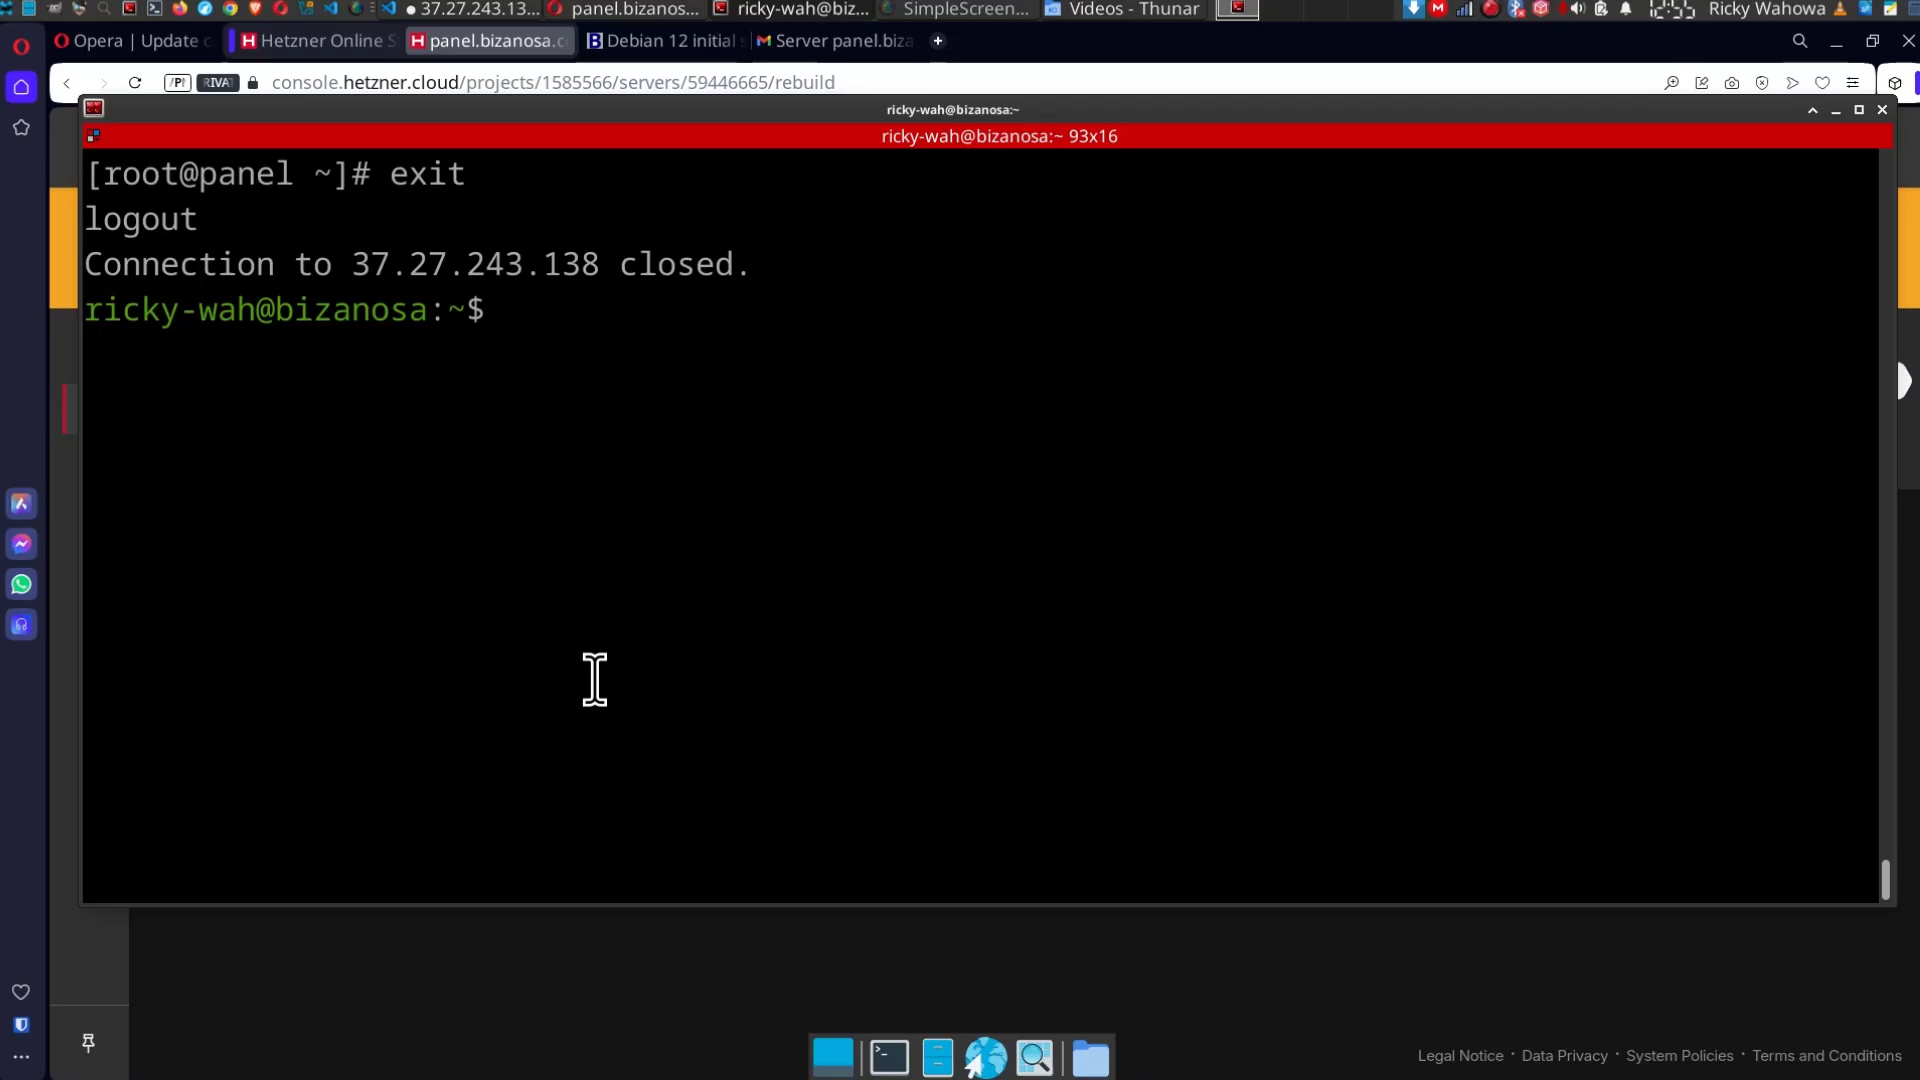 37.27.243.13...
panel.bizanos...
ricky-wah@biz...
SimpleScreen...
Videos - Thunar
Ricky Wahowa
Opera | Update
Hetzner Online S
panel.bizanosa.c
Debian 12 initial
Server panel.biza
/PI
RIVAT
console.hetzner.cloud/projects/1585566/servers/59446665/rebuild
ricky-wah@bizanosa:~
ricky-wah@bizanosa:~ 93x16
[root@panel ~]# exit
logout
Connection to 37.27.243.138 closed.
ricky-wah@bizanosa:~$
Legal Notice · Data Privacy · System Policies · Terms and Conditions